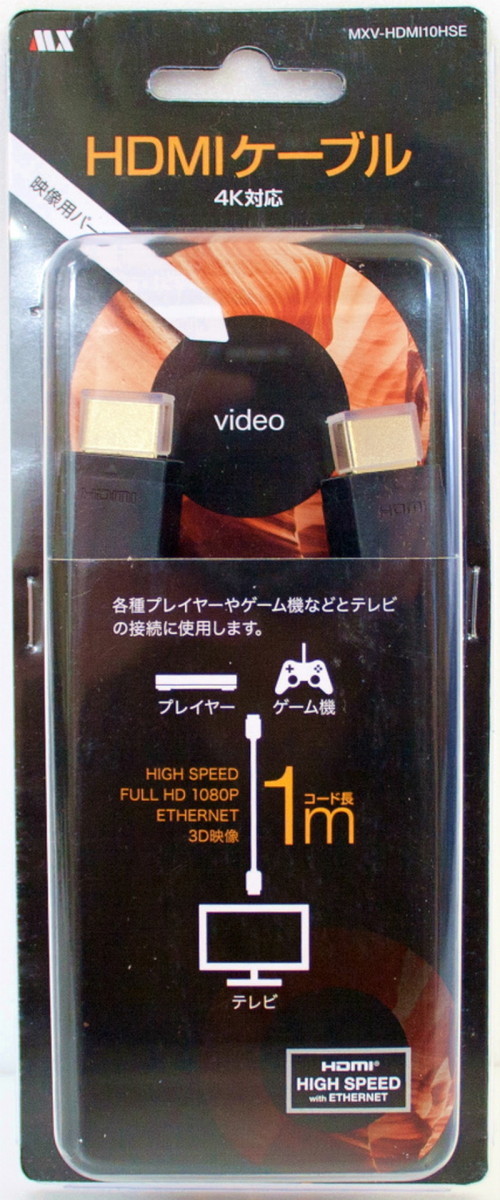 MX
MXV-HDMI10HSE
HDMIケーブル
4K対応
映像用パー
video
HDMI
HDMI
各種プレイヤーやゲーム機などとテレビ
の接続に使用します。
プレイヤー
ゲーム機
HIGH SPEED
FULL HD 1080P
ETHERNET
3D映像
1m
コード長
テレビ
HDMI®
HIGH SPEED
with ETHERNET